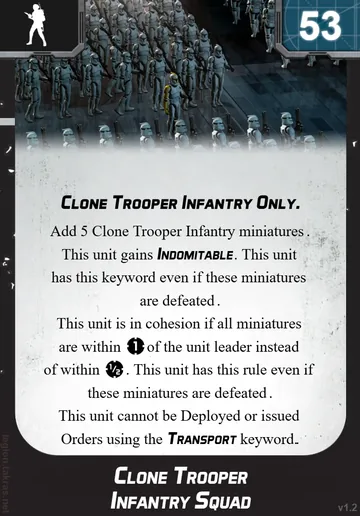 53
CLONE TROOPER INFANTRY ONLY.
Add 5 Clone Trooper Infantry miniatures.
This unit gains INDOMITABLE. This unit
has this keyword even if these miniatures
are defeated.
This unit is in cohesion if all miniatures
are within 1 of the unit leader instead
of within ½. This unit has this rule even if
these miniatures are defeated.
This unit cannot be Deployed or issued
Orders using the TRANSPORT keyword.
CLONE TROOPER
INFANTRY SQUAD
legion.takras.net
v1.2